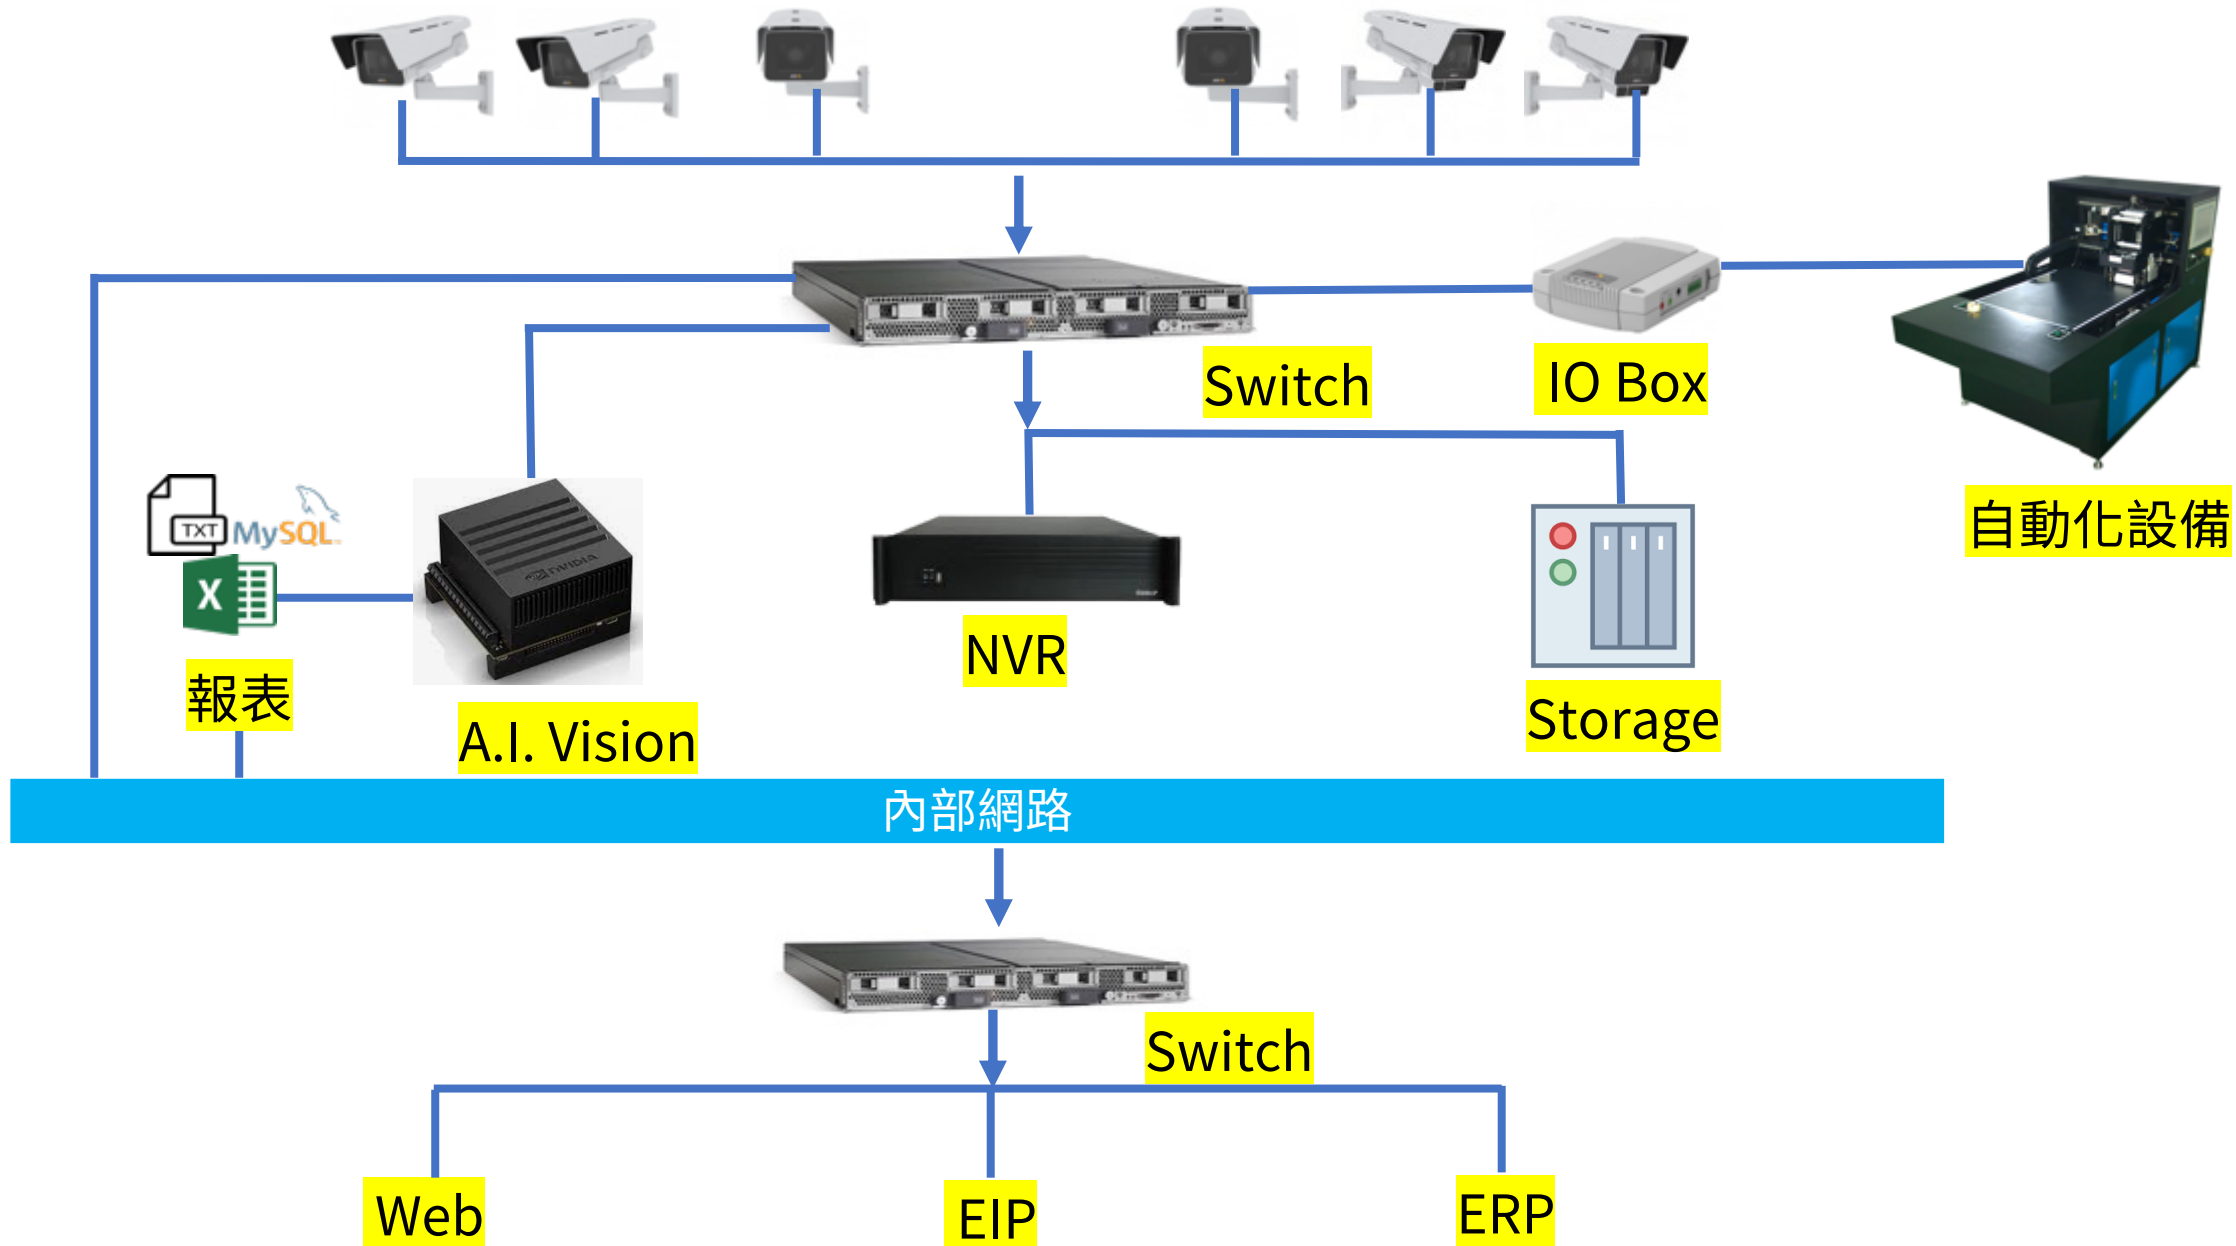 Switch
IO Box
自動化設備
TXT
MySQL
X
NVIDIA
報表
A.I. Vision
NVR
Storage
內部網路
Switch
Web
EIP
ERP